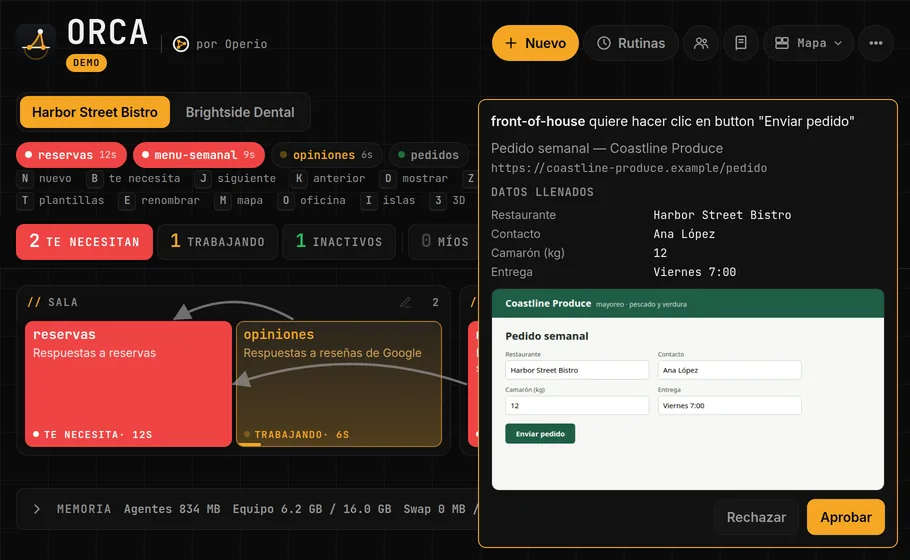 ORCA
DEMO
por Operio
+ Nuevo
Rutinas
Mapa
Harbor Street Bistro
Brightside Dental
reservas 12s
menu-semanal 9s
opiniones 6s
pedidos
N nuevo B te necesita J siguiente K anterior D mostrar Z
T plantillas E renombrar M mapa O oficina I islas 3 3D
2 TE NECESITAN
1 TRABAJANDO
1 INACTIVOS
0 MÍOS
// SALA
2
reservas
Respuestas a reservas
TE NECESITA· 12S
opiniones
Respuestas a reseñas de Google
TRABAJANDO· 6S
MEMORIA Agentes 834 MB Equipo 6.2 GB / 16.0 GB Swap 0 MB /
front-of-house quiere hacer clic en button "Enviar pedido"
Pedido semanal — Coastline Produce
https://coastline-produce.example/pedido
DATOS LLENADOS
Restaurante Harbor Street Bistro
Contacto Ana López
Camarón (kg) 12
Entrega Viernes 7:00
Coastline Produce mayoreo · pescado y verdura
Pedido semanal
Restaurante Contacto
Harbor Street Bistro Ana López
Camarón (kg) Entrega
12 Viernes 7:00
Enviar pedido
Rechazar
Aprobar